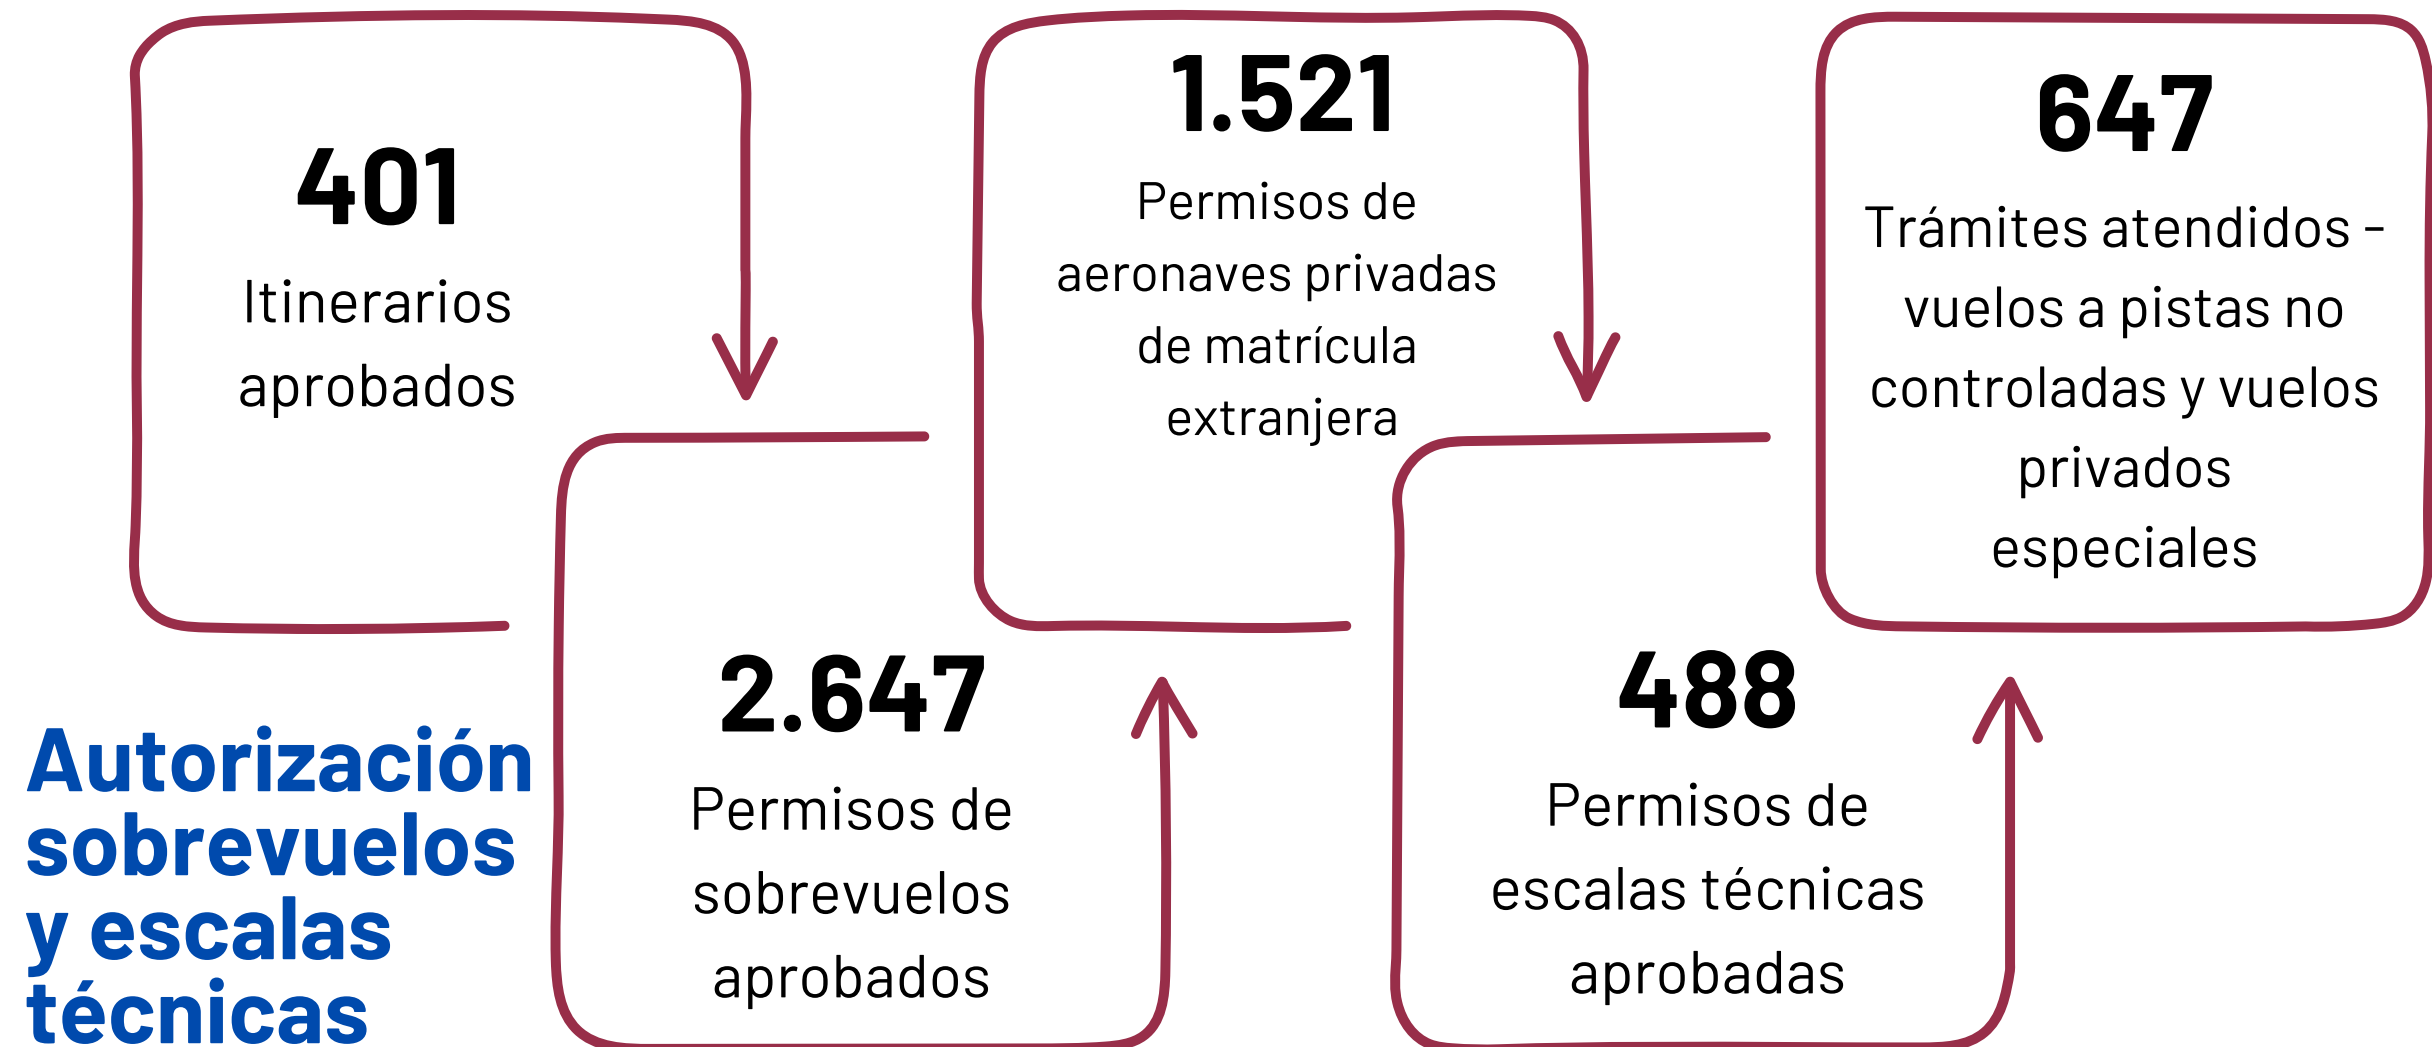 401
Itinerarios
aprobados
2.647
Permisos de
sobrevuelos
aprobados
1.521
Permisos de
aeronaves privadas
de matrícula
extranjera
488
Permisos de
escalas técnicas
aprobadas
647
Trámites atendidos -
vuelos a pistas no
controladas y vuelos
privados
especiales
Autorización
sobrevuelos
y escalas
técnicas